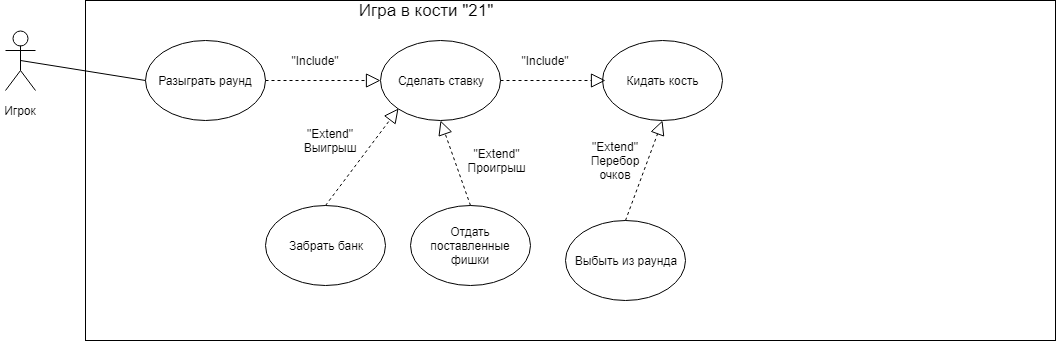 Игра в кости "21"
Игрок
Разыграть раунд
"Include"
Сделать ставку
"Include"
Кидать кость
"Extend"
Выигрыш
"Extend"
Проигрыш
"Extend"
Перебор
очков
Забрать банк
Отдать
поставленные
фишки
Выбыть из раунда